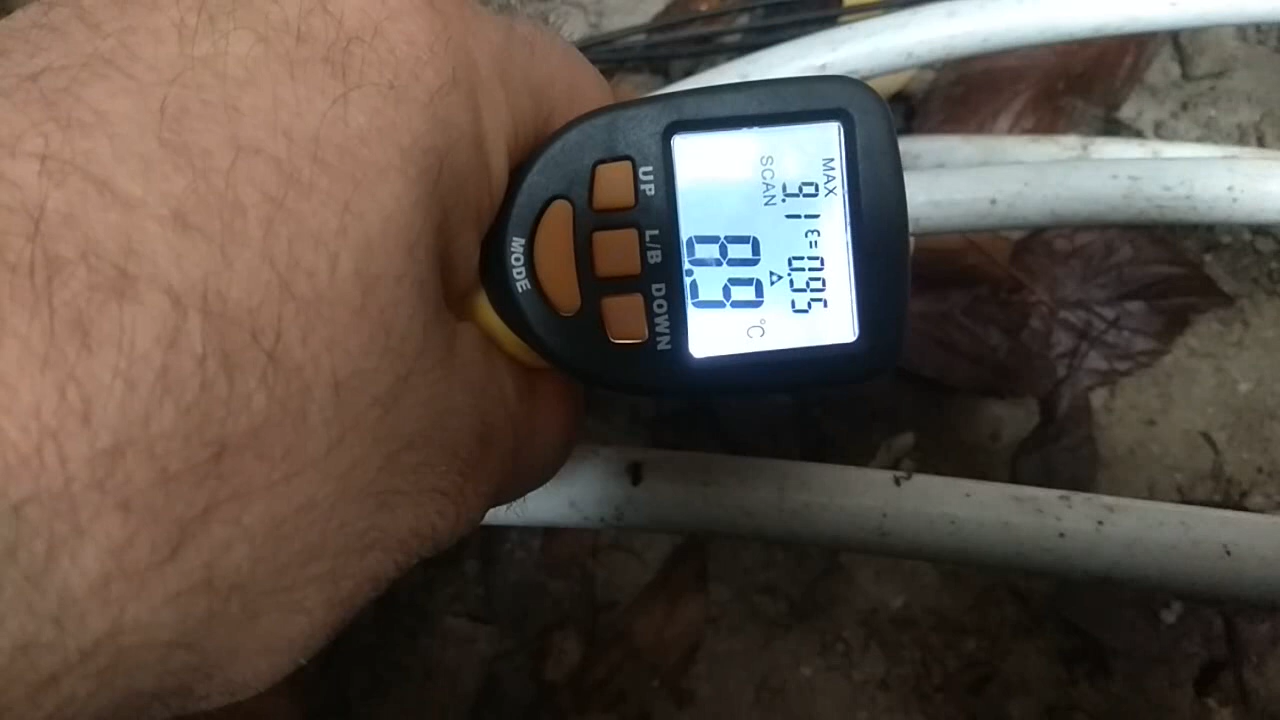 MAX
9.1 ε=0.95
SCAN
8.9 °C
UP L/B DOWN
MODE